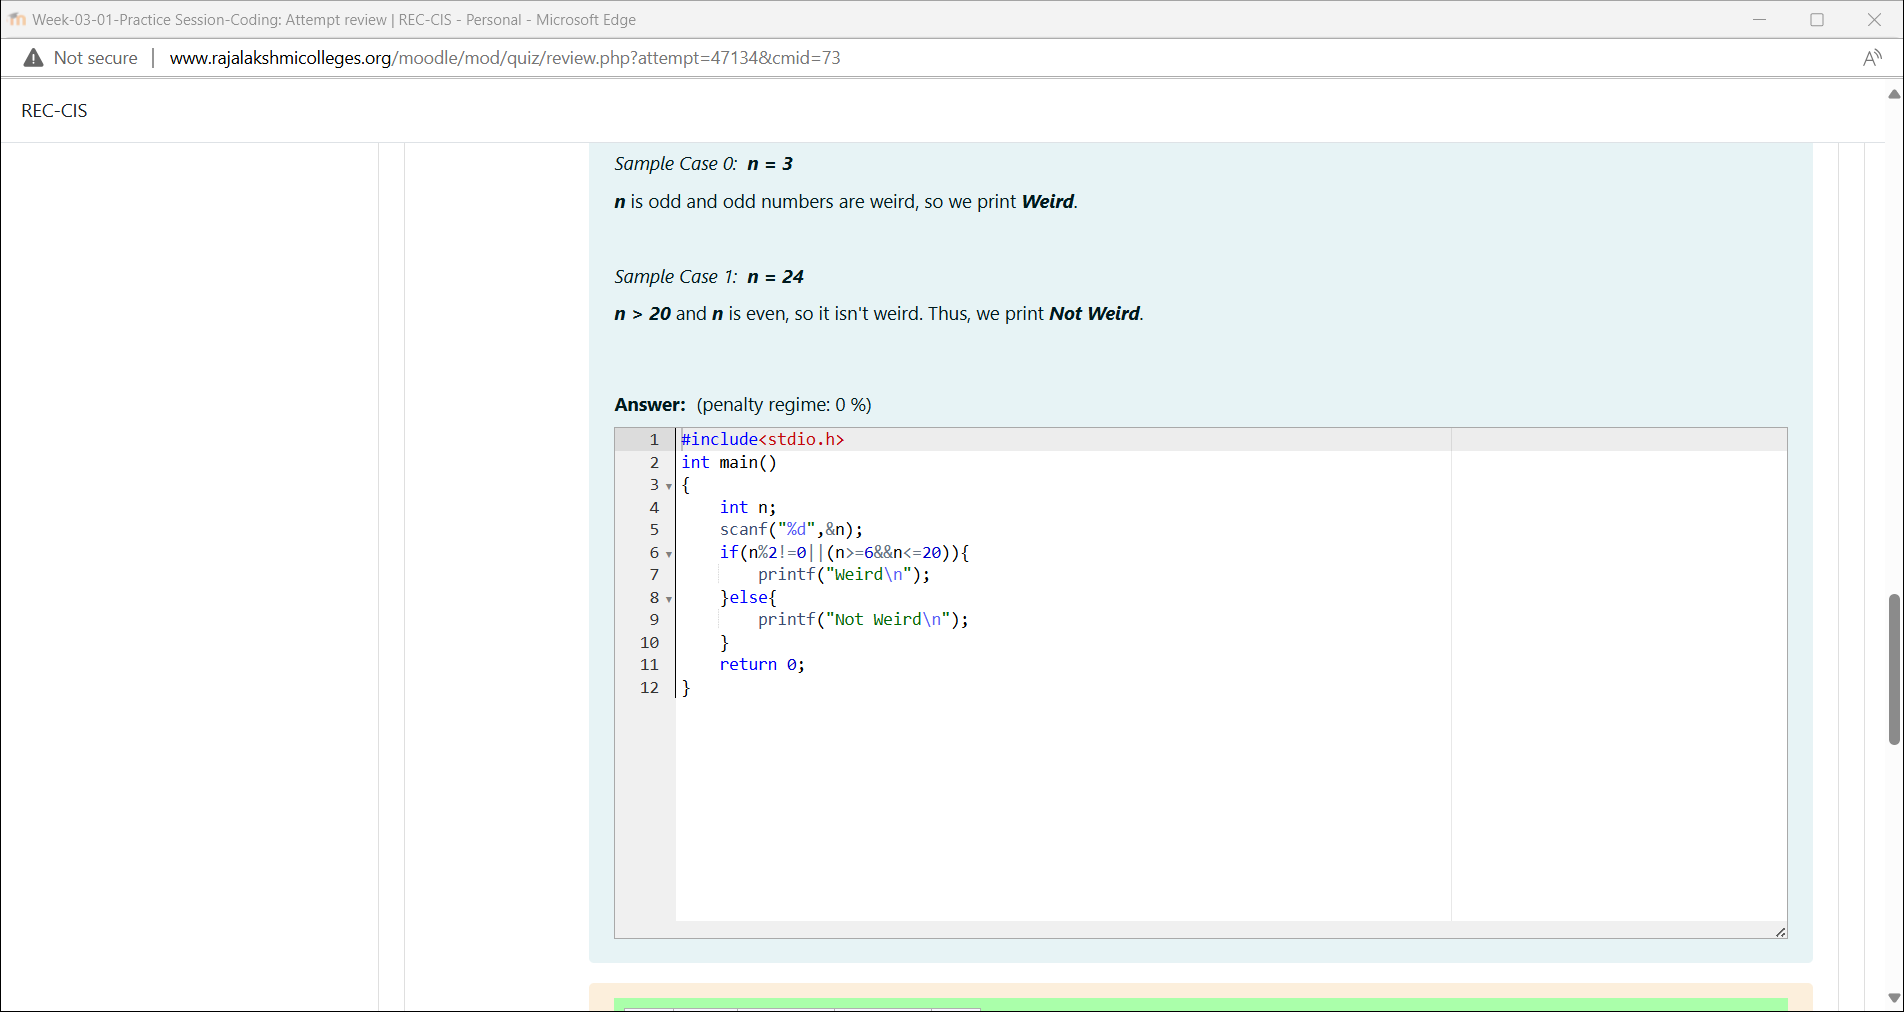 Week-03-01-Practice Session-Coding: Attempt review | REC-CIS - Personal - Microsoft Edge
Not secure | www.rajalakshmicolleges.org/moodle/mod/quiz/review.php?attempt=47134&cmid=73
REC-CIS
Sample Case 0: n = 3
n is odd and odd numbers are weird, so we print Weird.
Sample Case 1: n = 24
n > 20 and n is even, so it isn't weird. Thus, we print Not Weird.
Answer: (penalty regime: 0 %)
1 #include<stdio.h>
2 int main()
3 {
4     int n;
5     scanf("%d",&n);
6     if(n%2!=0||(n>=6&&n<=20)){
7         printf("Weird\n");
8     }else{
9         printf("Not Weird\n");
10     }
11     return 0;
12 }